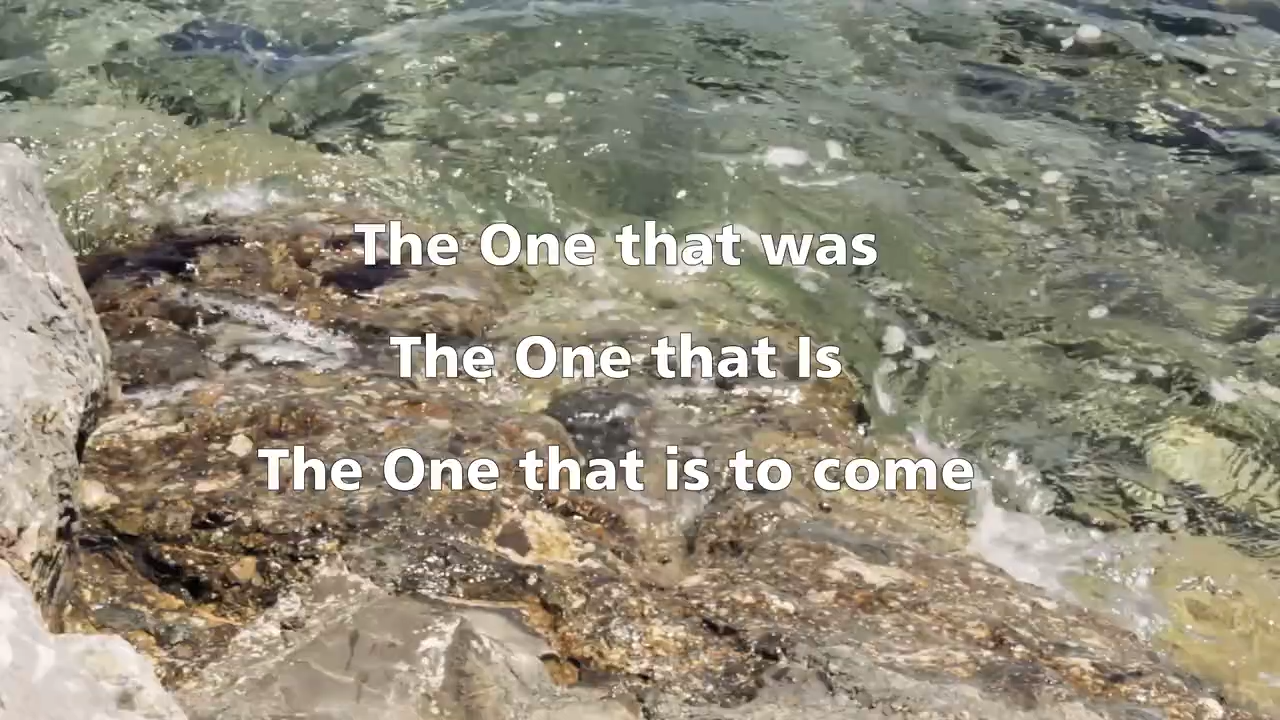 The One that was
The One that Is
The One that is to come